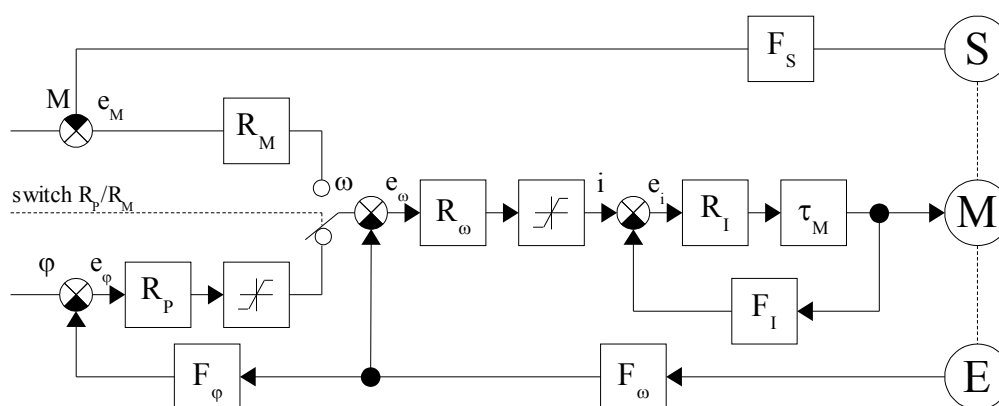 F_S
S
M
e_M
R_M
switch R_P/R_M
ω
e_ω
R_ω
i
e_i
R_I
τ_M
M
φ
e_φ
R_P
F_I
F_φ
F_ω
E